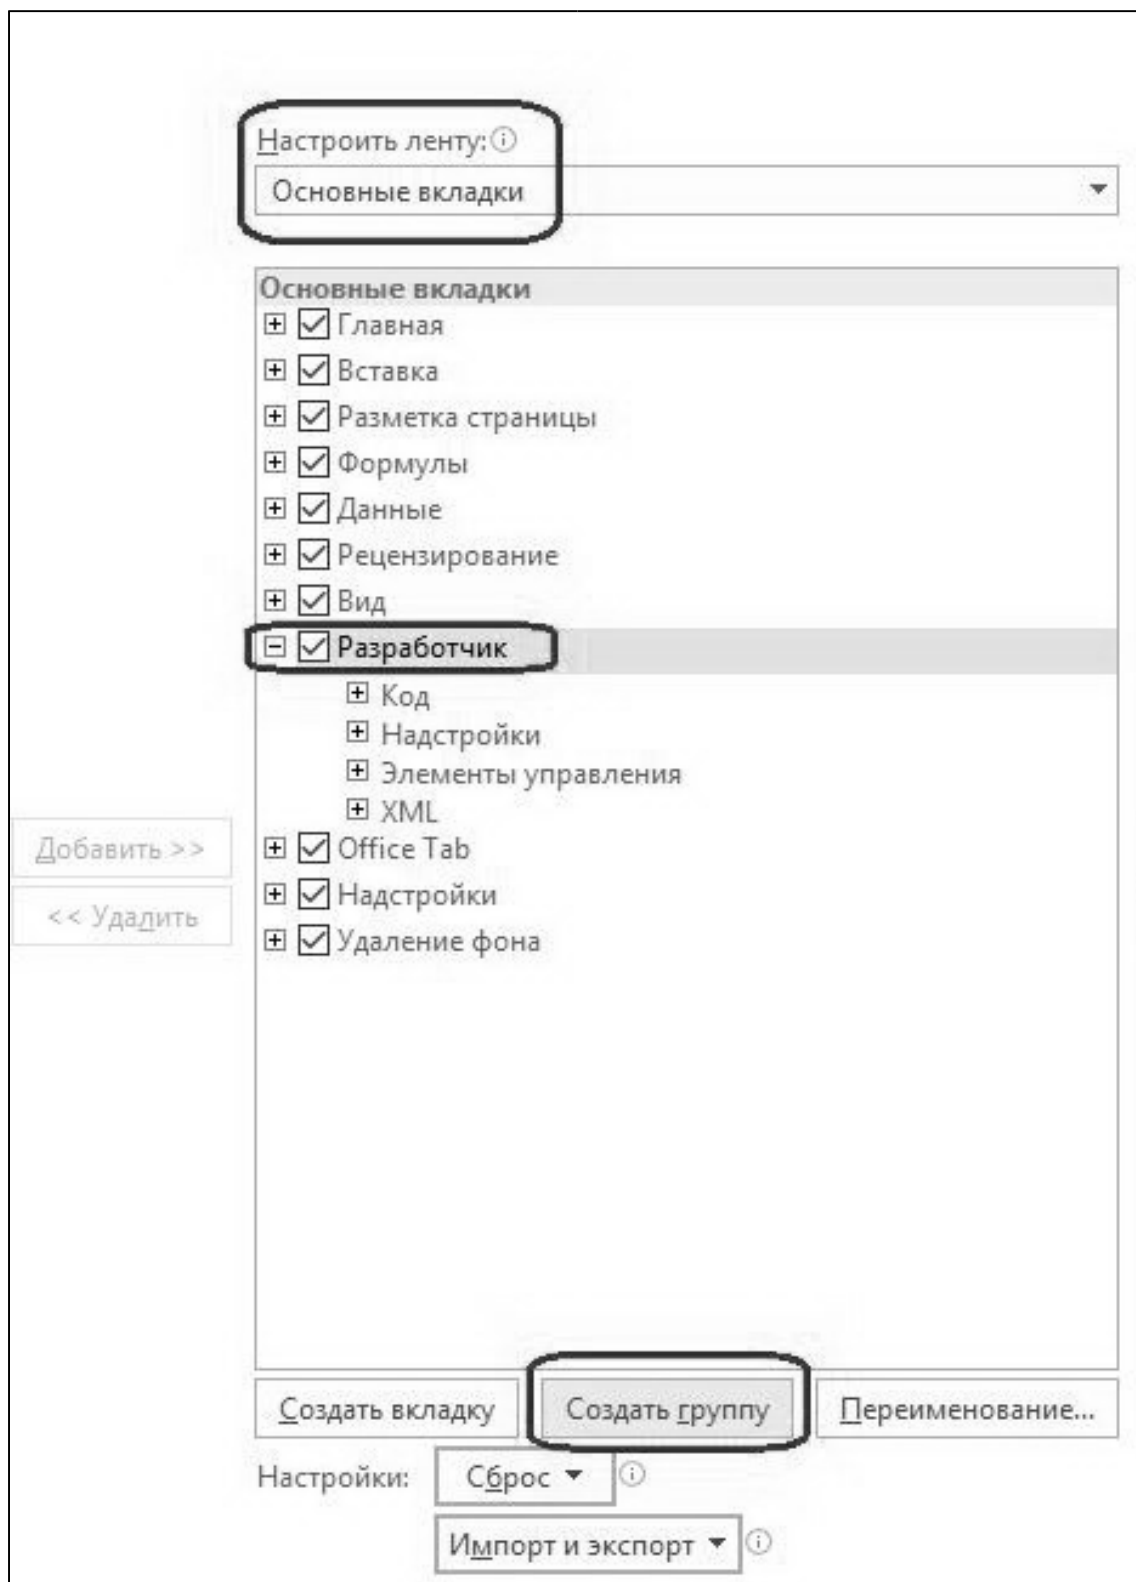 Настроить ленту:
Основные вкладки
Основные вкладки
Главная
Вставка
Разметка страницы
Формулы
Данные
Рецензирование
Вид
Разработчик
Код
Надстройки
Элементы управления
XML
Добавить >>
Office Tab
<< Удалить
Надстройки
Удаление фона
Создать вкладку
Создать группу
Переименование...
Настройки:
Сброс
Импорт и экспорт